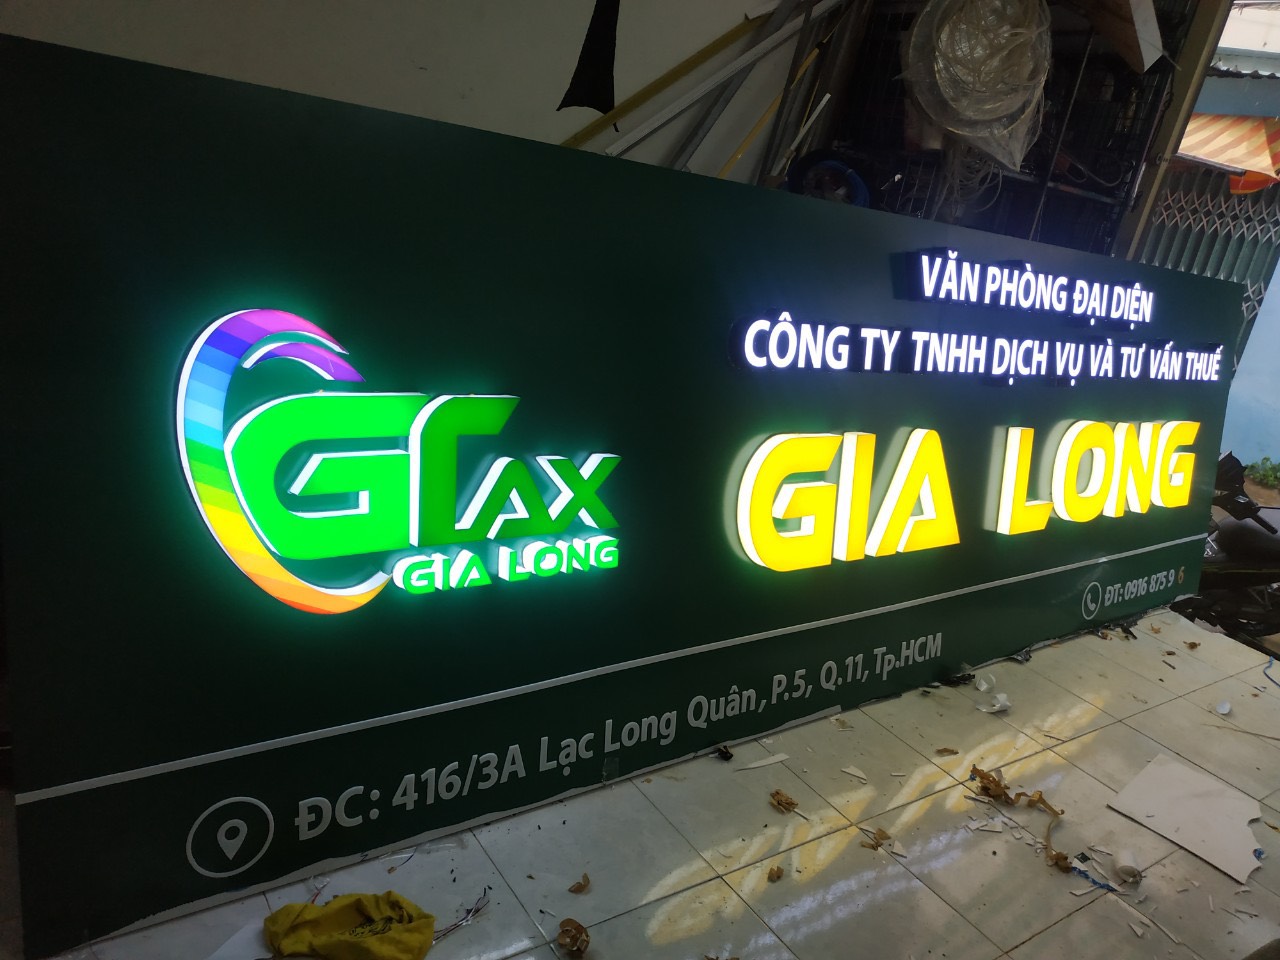 GTAX
GIA LONG
VĂN PHÒNG ĐẠI DIỆN
CÔNG TY TNHH DỊCH VỤ VÀ TƯ VẤN THUẾ
GIA LONG
ĐC: 416/3A Lạc Long Quân, P.5, Q.11, Tp.HCM
ĐT: 0916 875 9 6